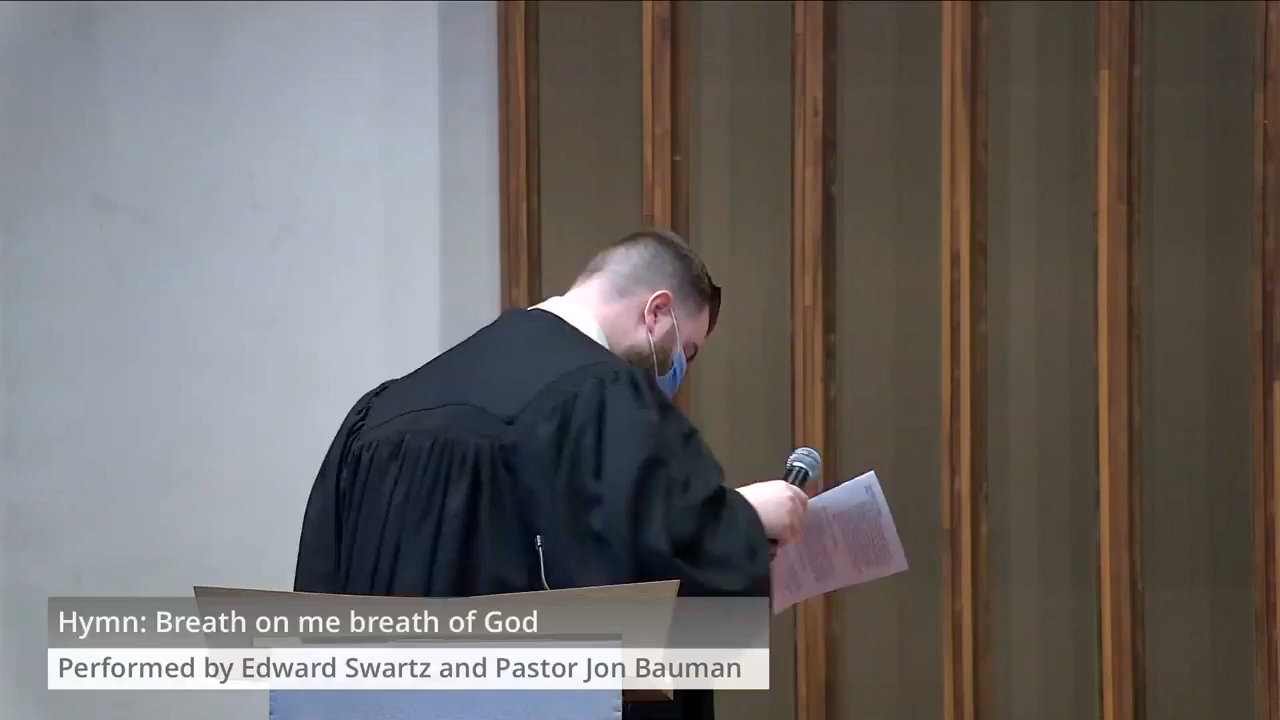 Hymn: Breath on me breath of God
Performed by Edward Swartz and Pastor Jon Bauman